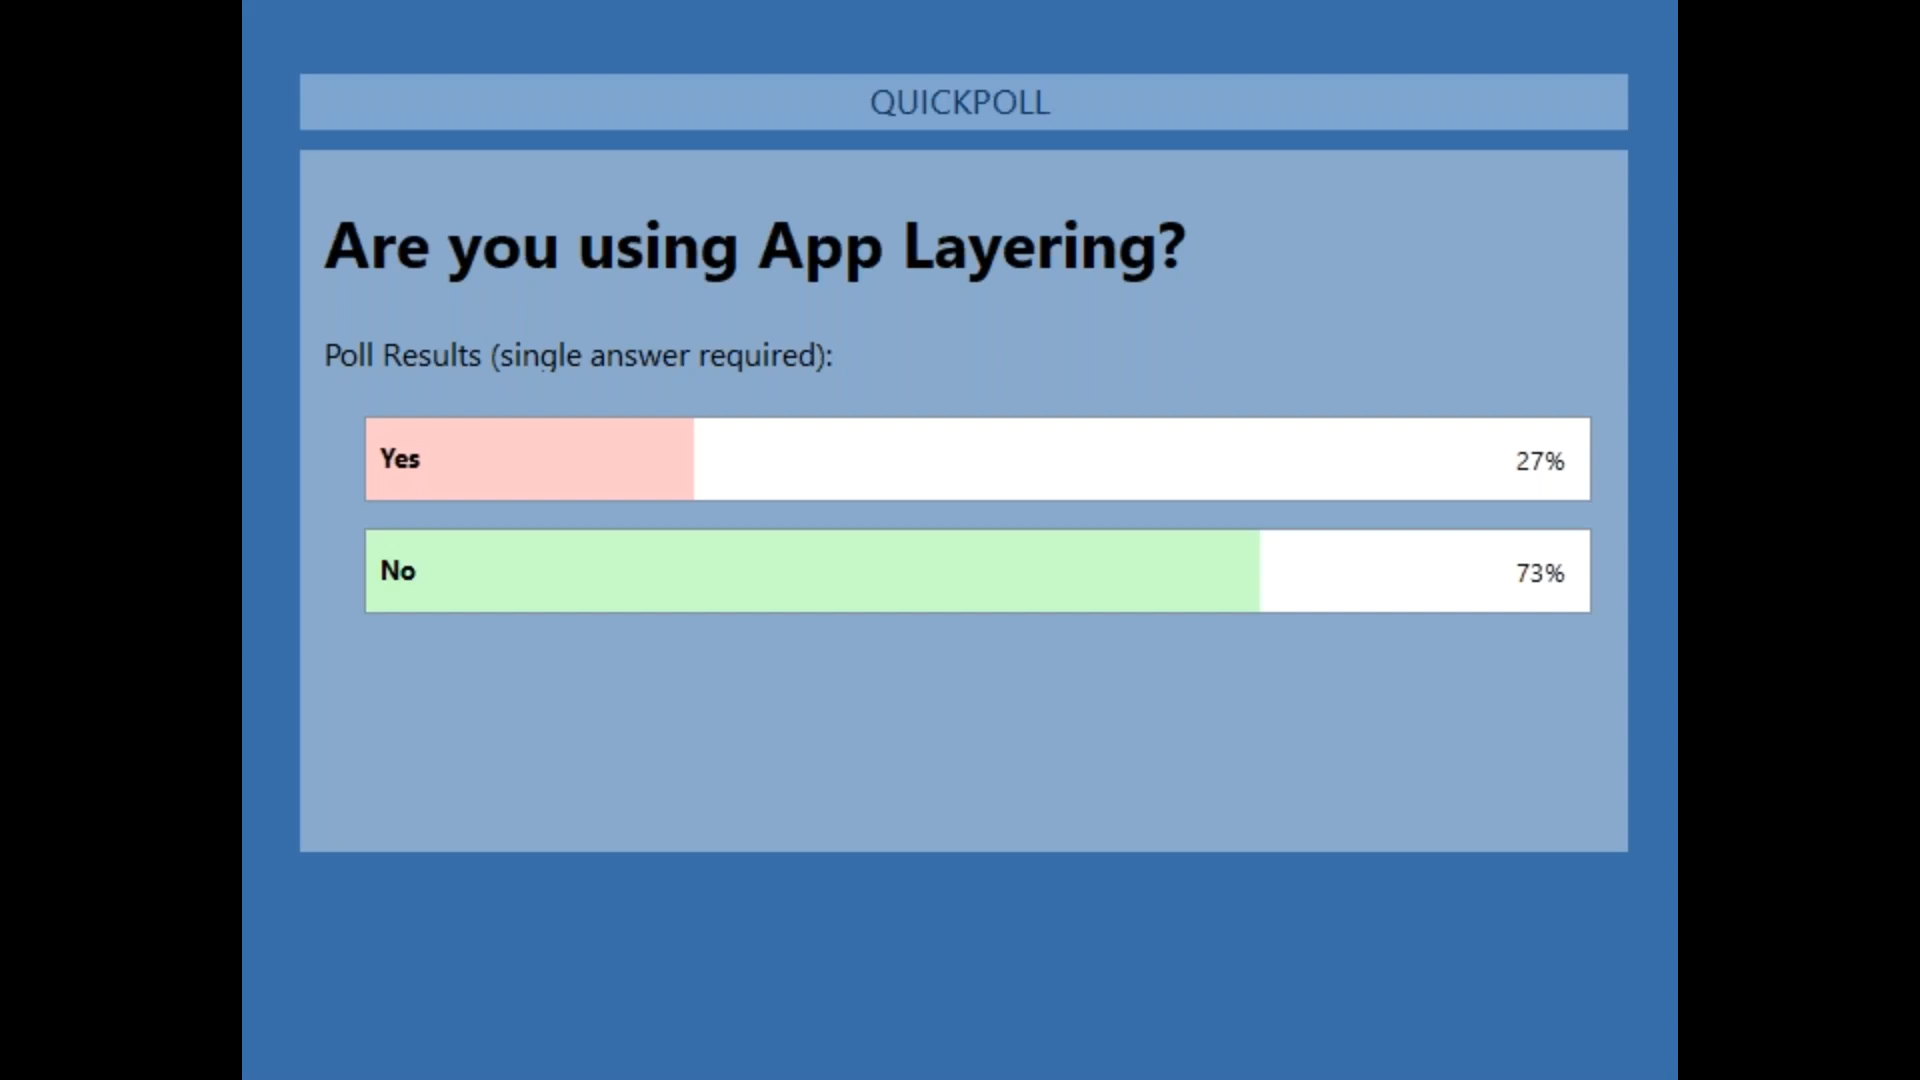 QUICKPOLL
Are you using App Layering?
Poll Results (single answer required):
Yes 27%
No 73%